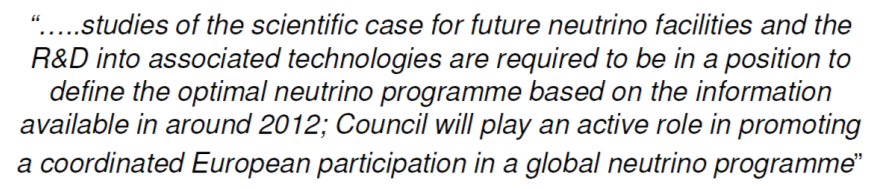 “…..studies of the scientific case for future neutrino facilities and the
R&D into associated technologies are required to be in a position to
define the optimal neutrino programme based on the information
available in around 2012; Council will play an active role in promoting
a coordinated European participation in a global neutrino programme”